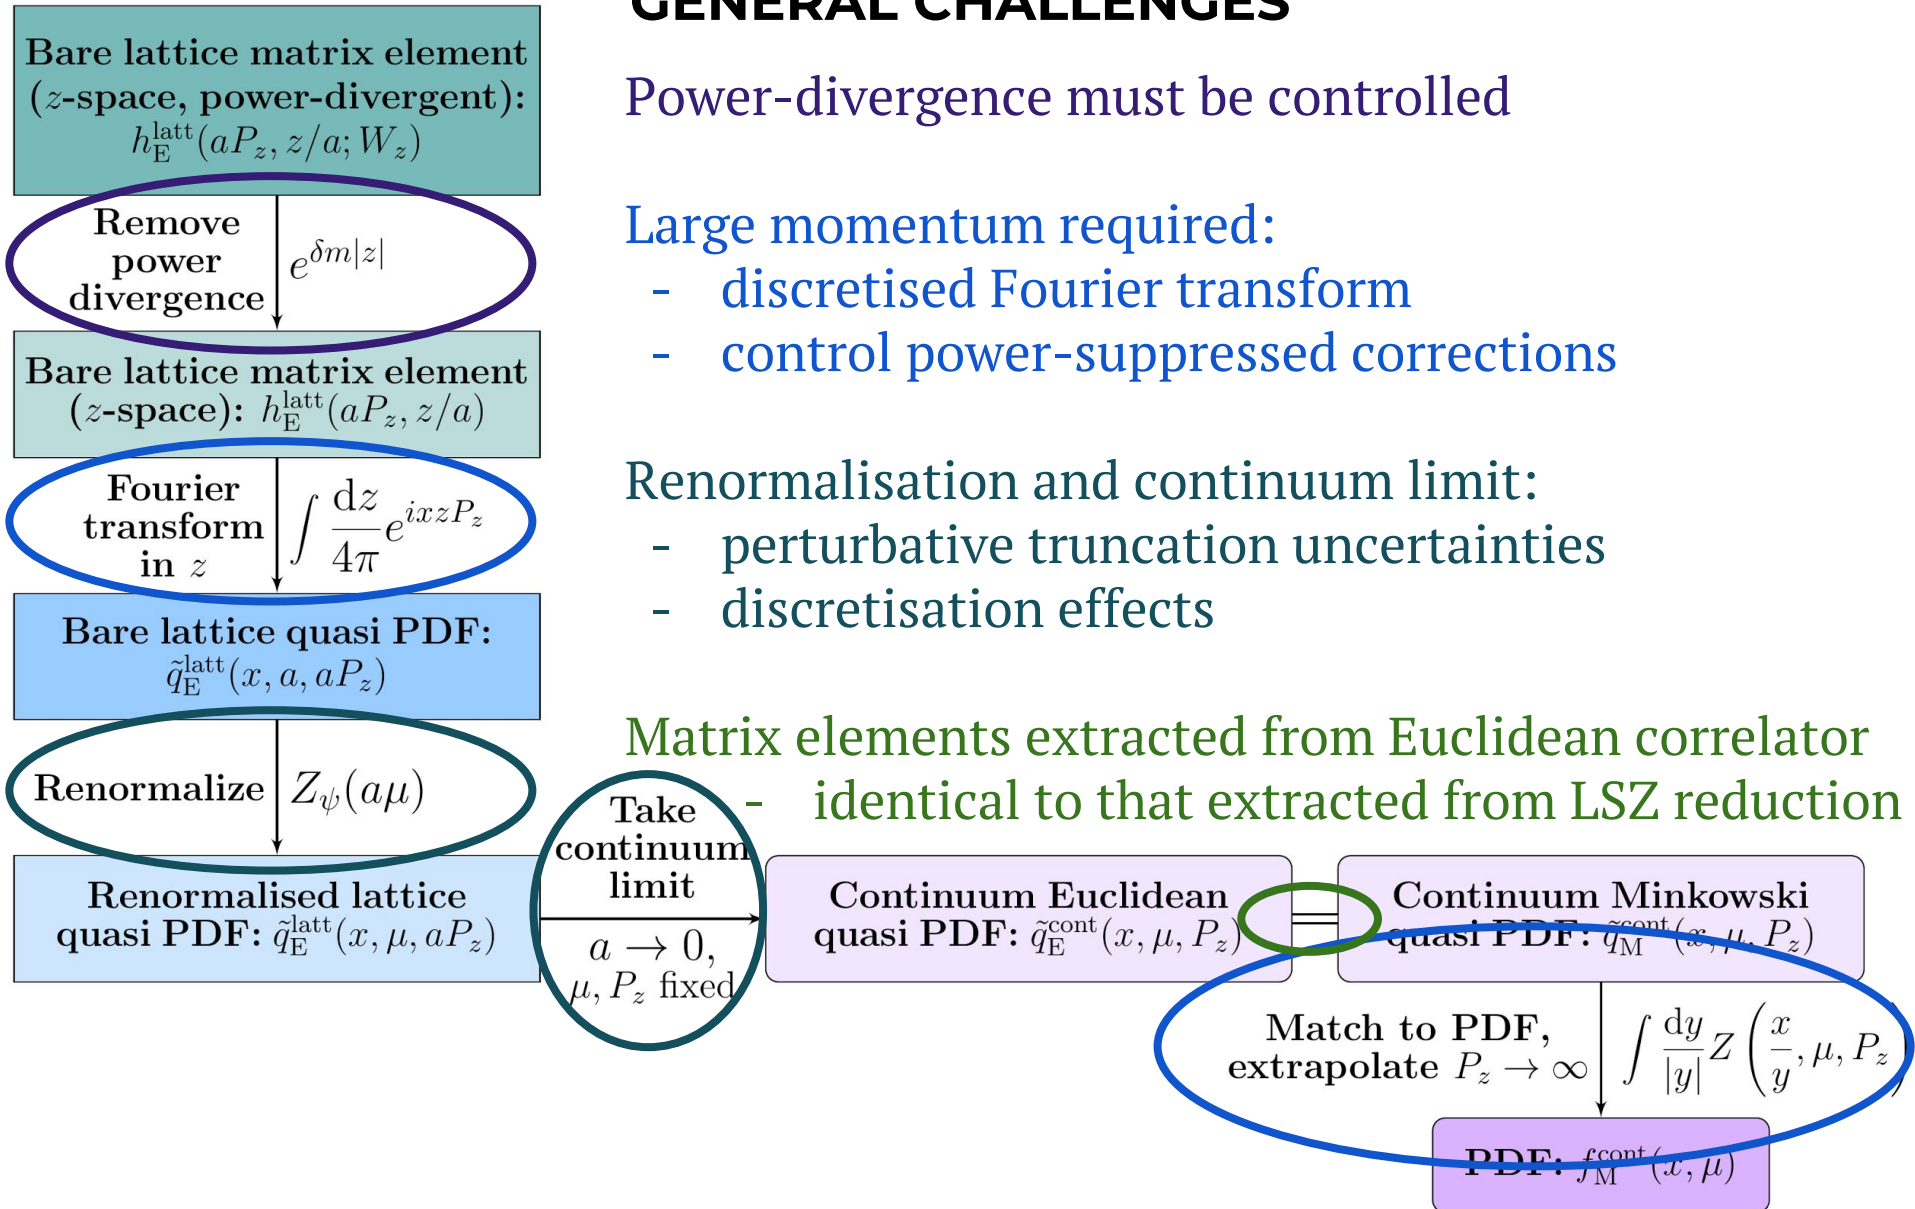 GENERAL CHALLENGES
Bare lattice matrix element
(z-space, power-divergent):
h_E^latt(aP_z, z/a; W_z)
Remove
power
divergence
e^{δm|z|}
Bare lattice matrix element
(z-space): h_E^latt(aP_z, z/a)
Fourier
transform
in z
∫ dz/4π e^{ixzP_z}
Bare lattice quasi PDF:
q̃_E^latt(x, a, aP_z)
Renormalize
Z_ψ(aμ)
Renormalised lattice
quasi PDF: q̃_E^latt(x, μ, aP_z)
Power-divergence must be controlled
Large momentum required:
- discretised Fourier transform
- control power-suppressed corrections
Renormalisation and continuum limit:
- perturbative truncation uncertainties
- discretisation effects
Matrix elements extracted from Euclidean correlator
- identical to that extracted from LSZ reduction
Take
continuum
limit
a → 0,
μ, P_z fixed
Continuum Euclidean
quasi PDF: q̃_E^cont(x, μ, P_z)
=
Continuum Minkowski
quasi PDF: q̃_M^cont(x, μ, P_z)
Match to PDF,
extrapolate P_z → ∞
∫ dy/|y| Z (x/y, μ, P_z)
PDF: f_M^cont(x, μ)